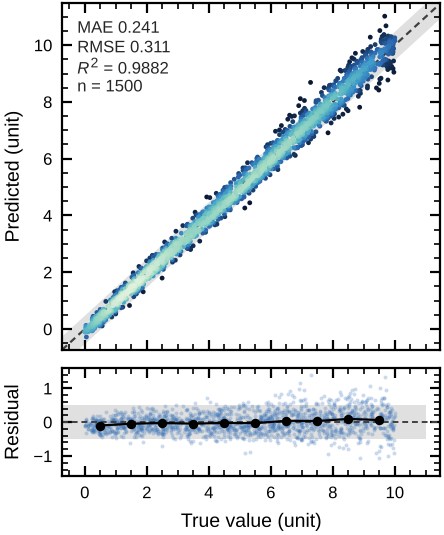 MAE 0.241
RMSE 0.311
R² = 0.9882
n = 1500
Predicted (unit)
10
8
6
4
2
0
Residual
1
0
−1
0 2 4 6 8 10
True value (unit)